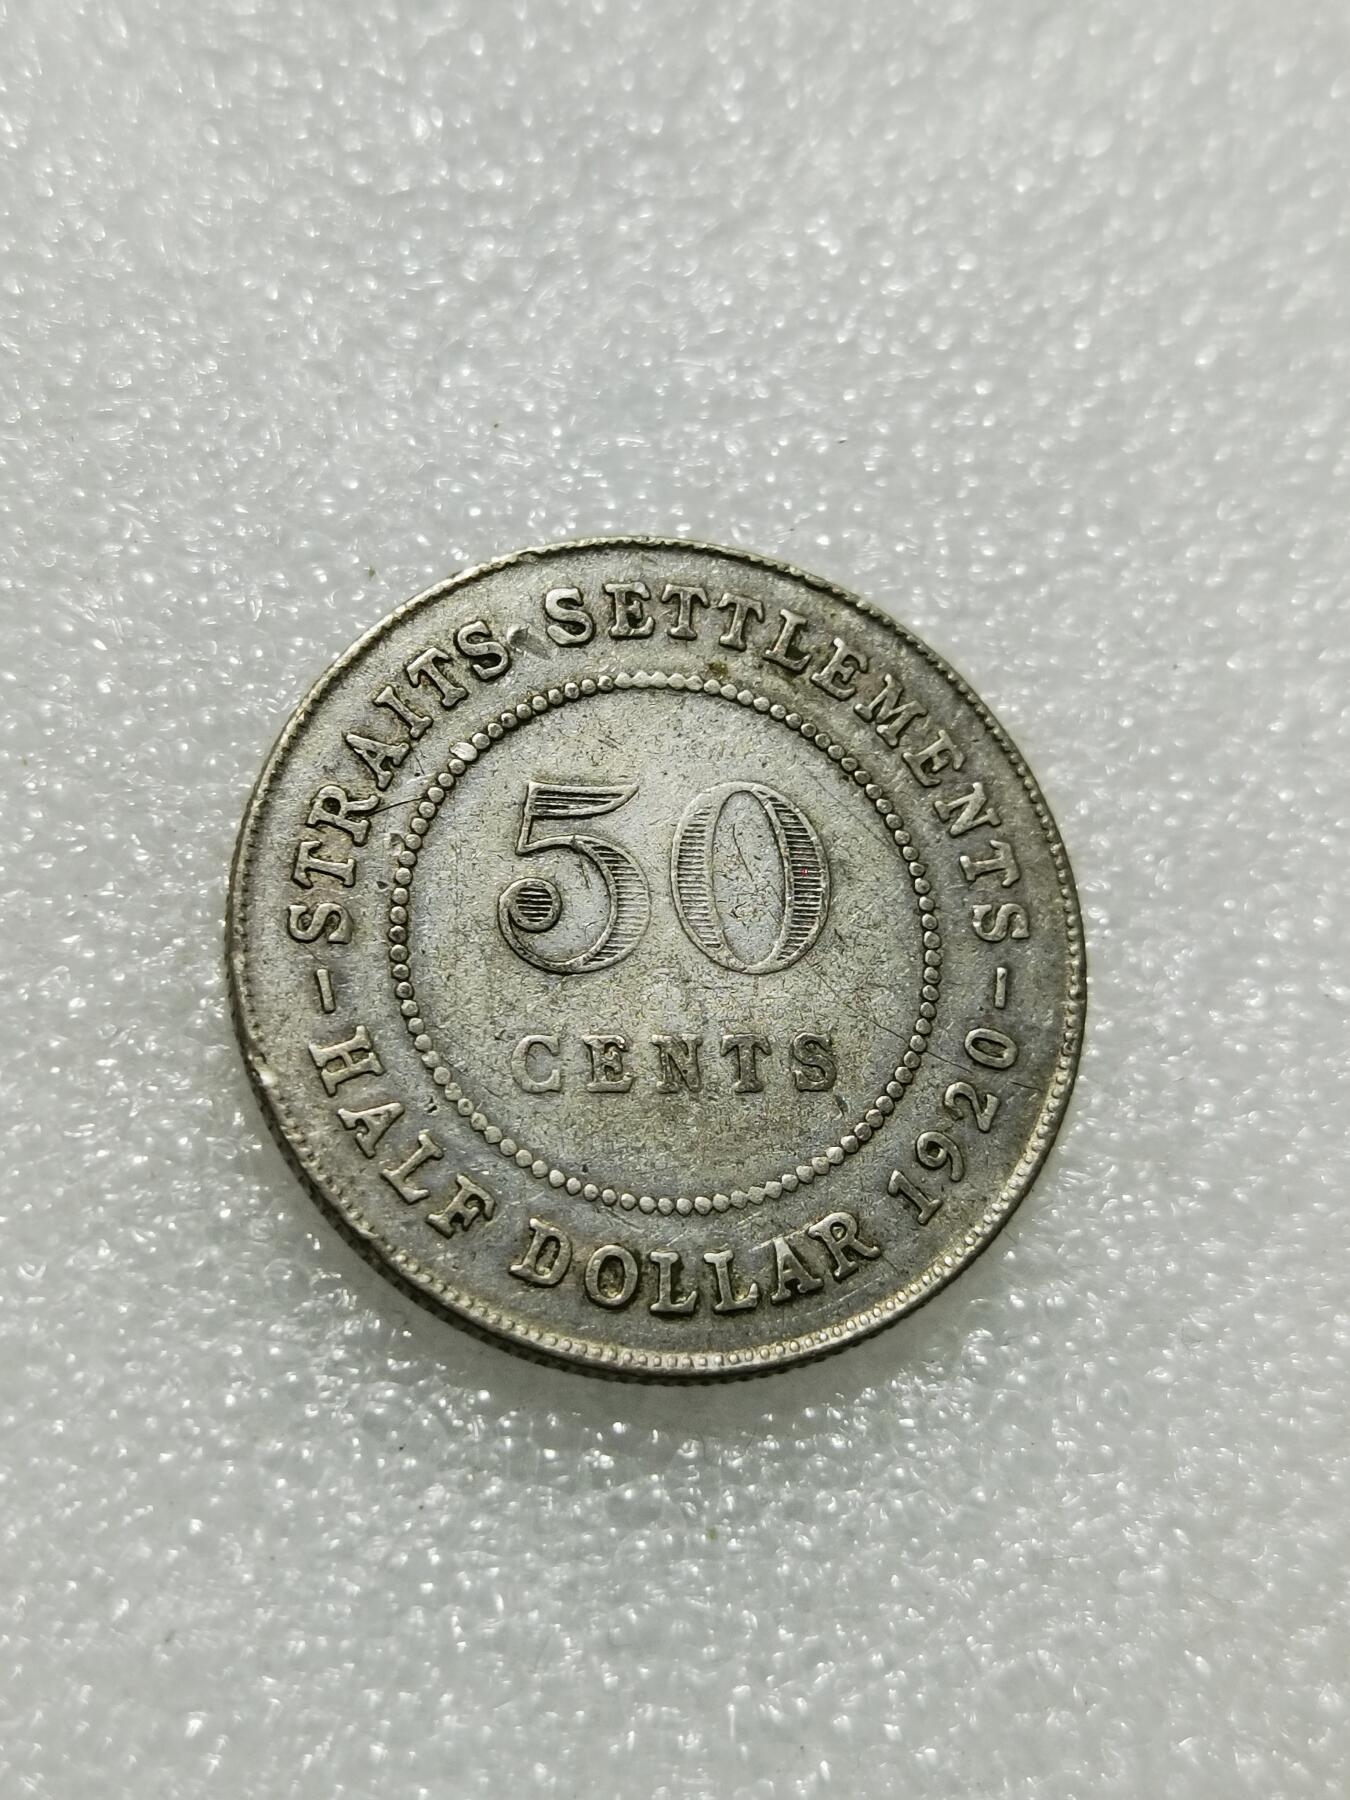 STRAITS SETTLEMENTS
50
CENTS
HALF DOLLAR 1920